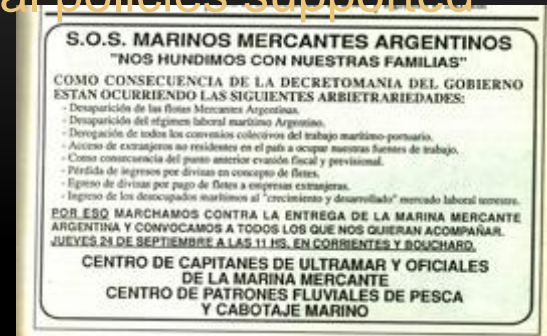 al policies supported
S.O.S. MARINOS MERCANTES ARGENTINOS
"NOS HUNDIMOS CON NUESTRAS FAMILIAS"
COMO CONSECUENCIA DE LA DECRETOMANIA DEL GOBIERNO
ESTAN OCURRIENDO LAS SIGUIENTES ARBIETRARIEDADES:
- Desaparición de las flotas Mercantes Argentinas.
- Desaparición del régimen laboral marítimo Argentino.
- Derogación de todos los convenios colectivos del trabajo marítimo-portuario.
- Acceso de extranjeros no residentes en el país a ocupar nuestras fuentes de trabajo.
- Como consecuencia del punto anterior evasión fiscal y previsional.
- Pérdida de ingresos por divisas en concepto de fletes.
- Egreso de divisas por pago de fletes a empresas extranjeras.
- Ingreso de los desocupados marítimos al "crecimiento y desarrollado" mercado laboral terrestre.
POR ESO MARCHAMOS CONTRA LA ENTREGA DE LA MARINA MERCANTE
ARGENTINA Y CONVOCAMOS A TODOS LOS QUE NOS QUIERAN ACOMPAÑAR.
JUEVES 24 DE SEPTIEMBRE A LAS 11 HS. EN CORRIENTES Y BOUCHARD.
CENTRO DE CAPITANES DE ULTRAMAR Y OFICIALES
DE LA MARINA MERCANTE
CENTRO DE PATRONES FLUVIALES DE PESCA
Y CABOTAJE MARINO